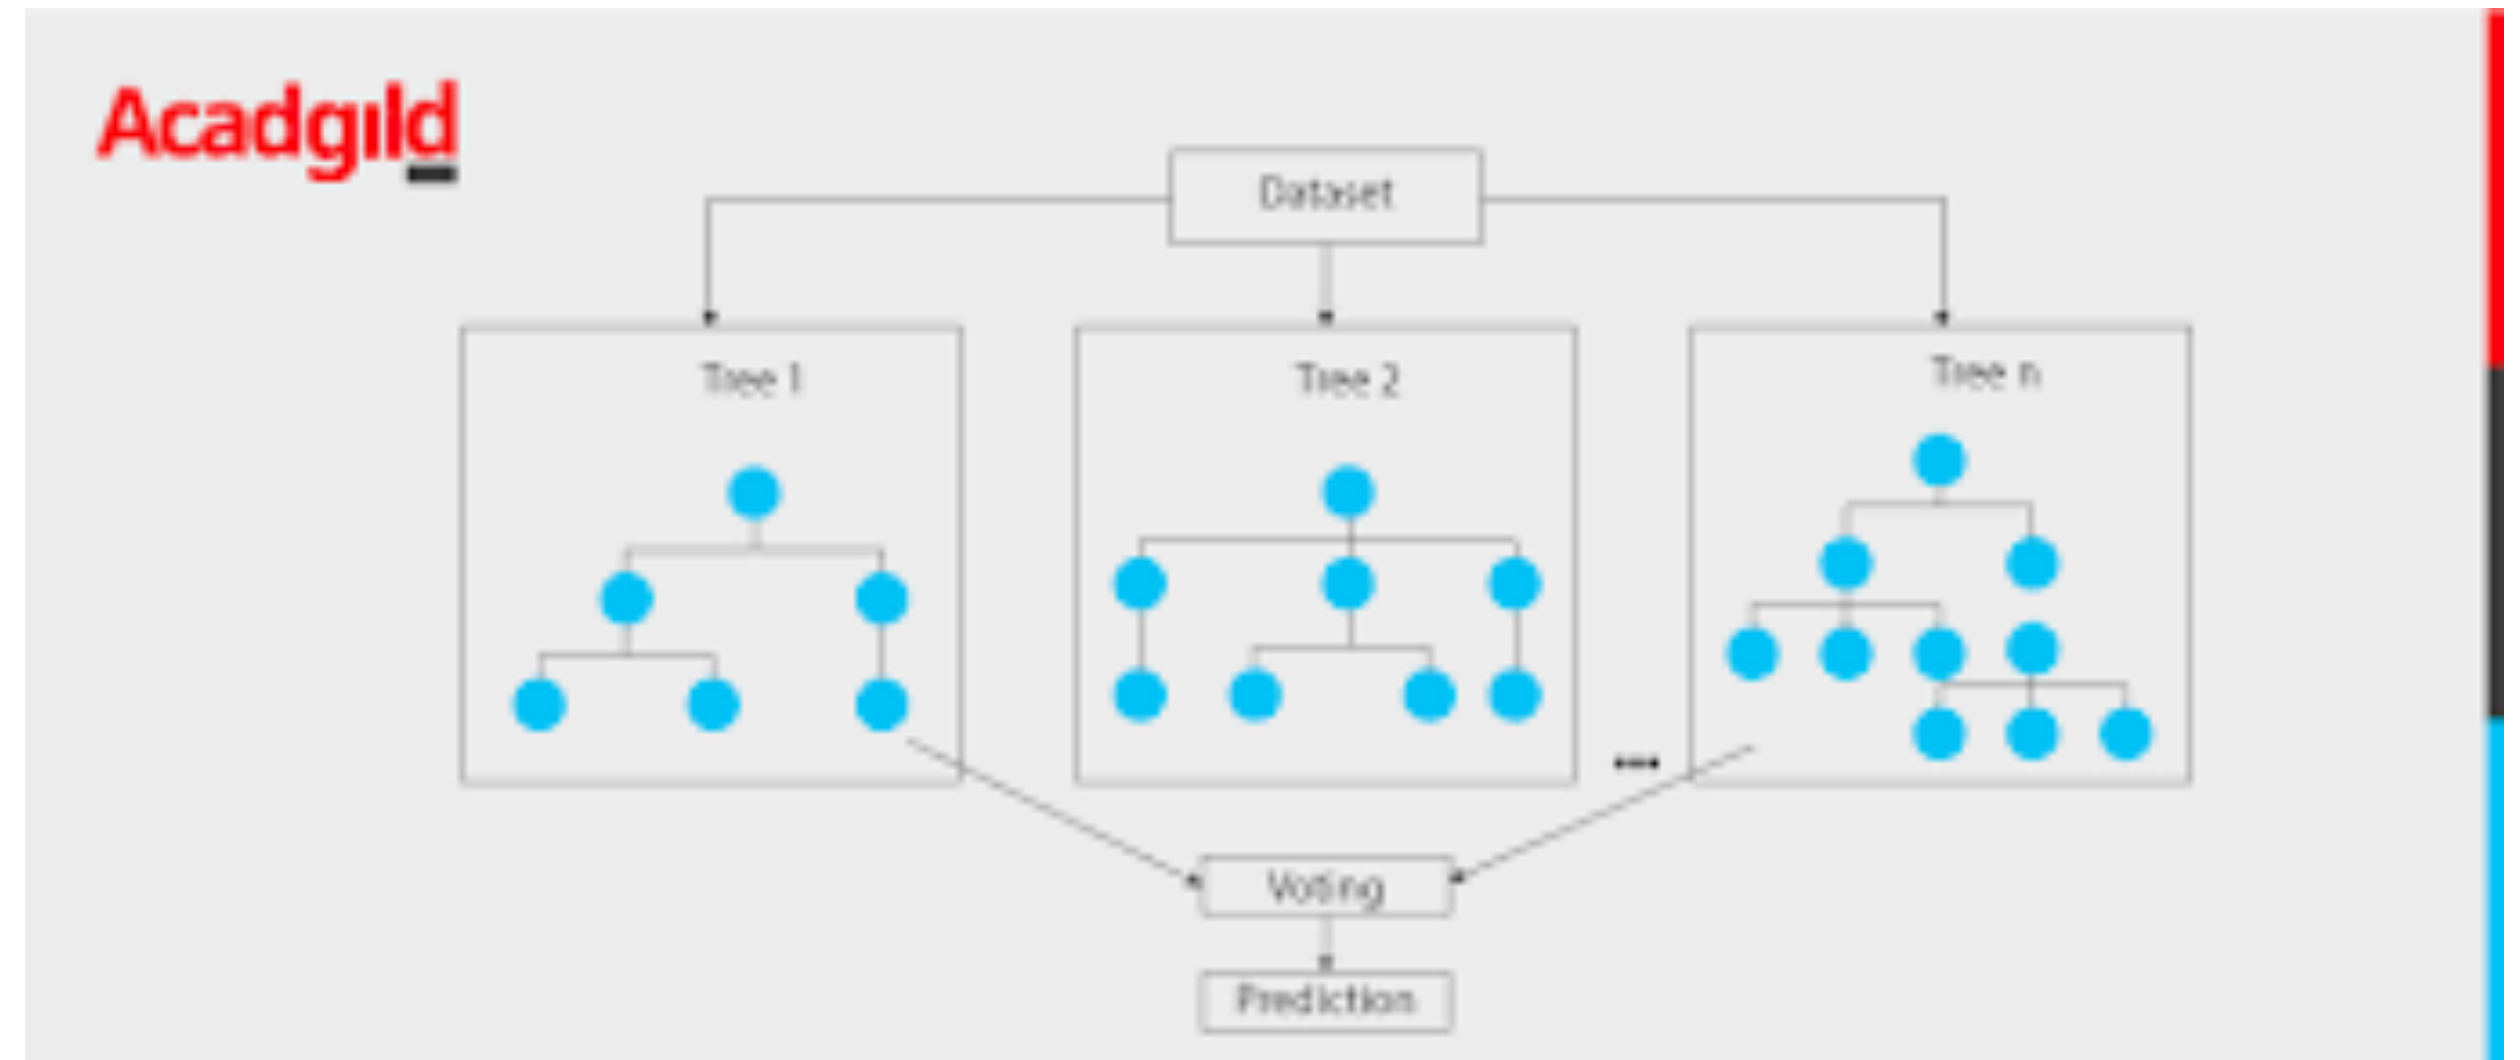 Acadgild
Dataset
Tree 1
Tree 2
Tree n
....
Voting
Prediction